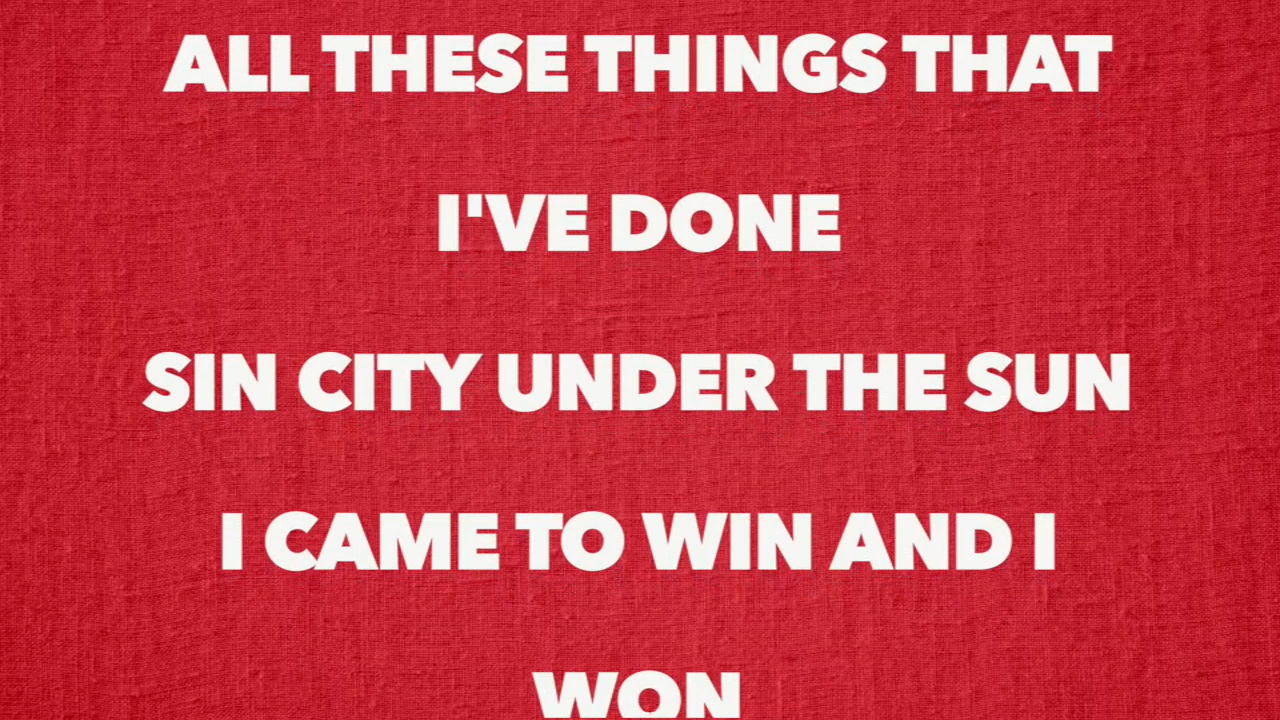 ALL THESE THINGS THAT
I'VE DONE
SIN CITY UNDER THE SUN
I CAME TO WIN AND I
WON